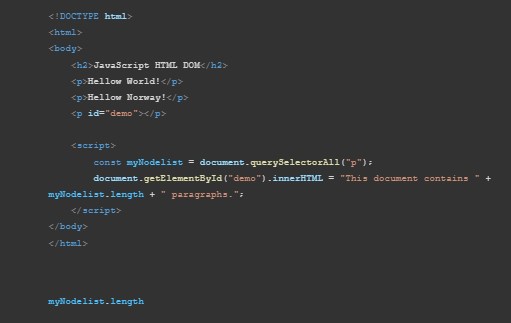 <!DOCTYPE html>
<html>
<body>
<h2>JavaScript HTML DOM</h2>
<p>Hellow World!</p>
<p>Hellow Norway!</p>
<p id="demo"></p>
<script>
const myNodelist = document.querySelectorAll("p");
document.getElementById("demo").innerHTML = "This document contains " +
myNodelist.length + " paragraphs.";
</script>
</body>
</html>
myNodelist.length